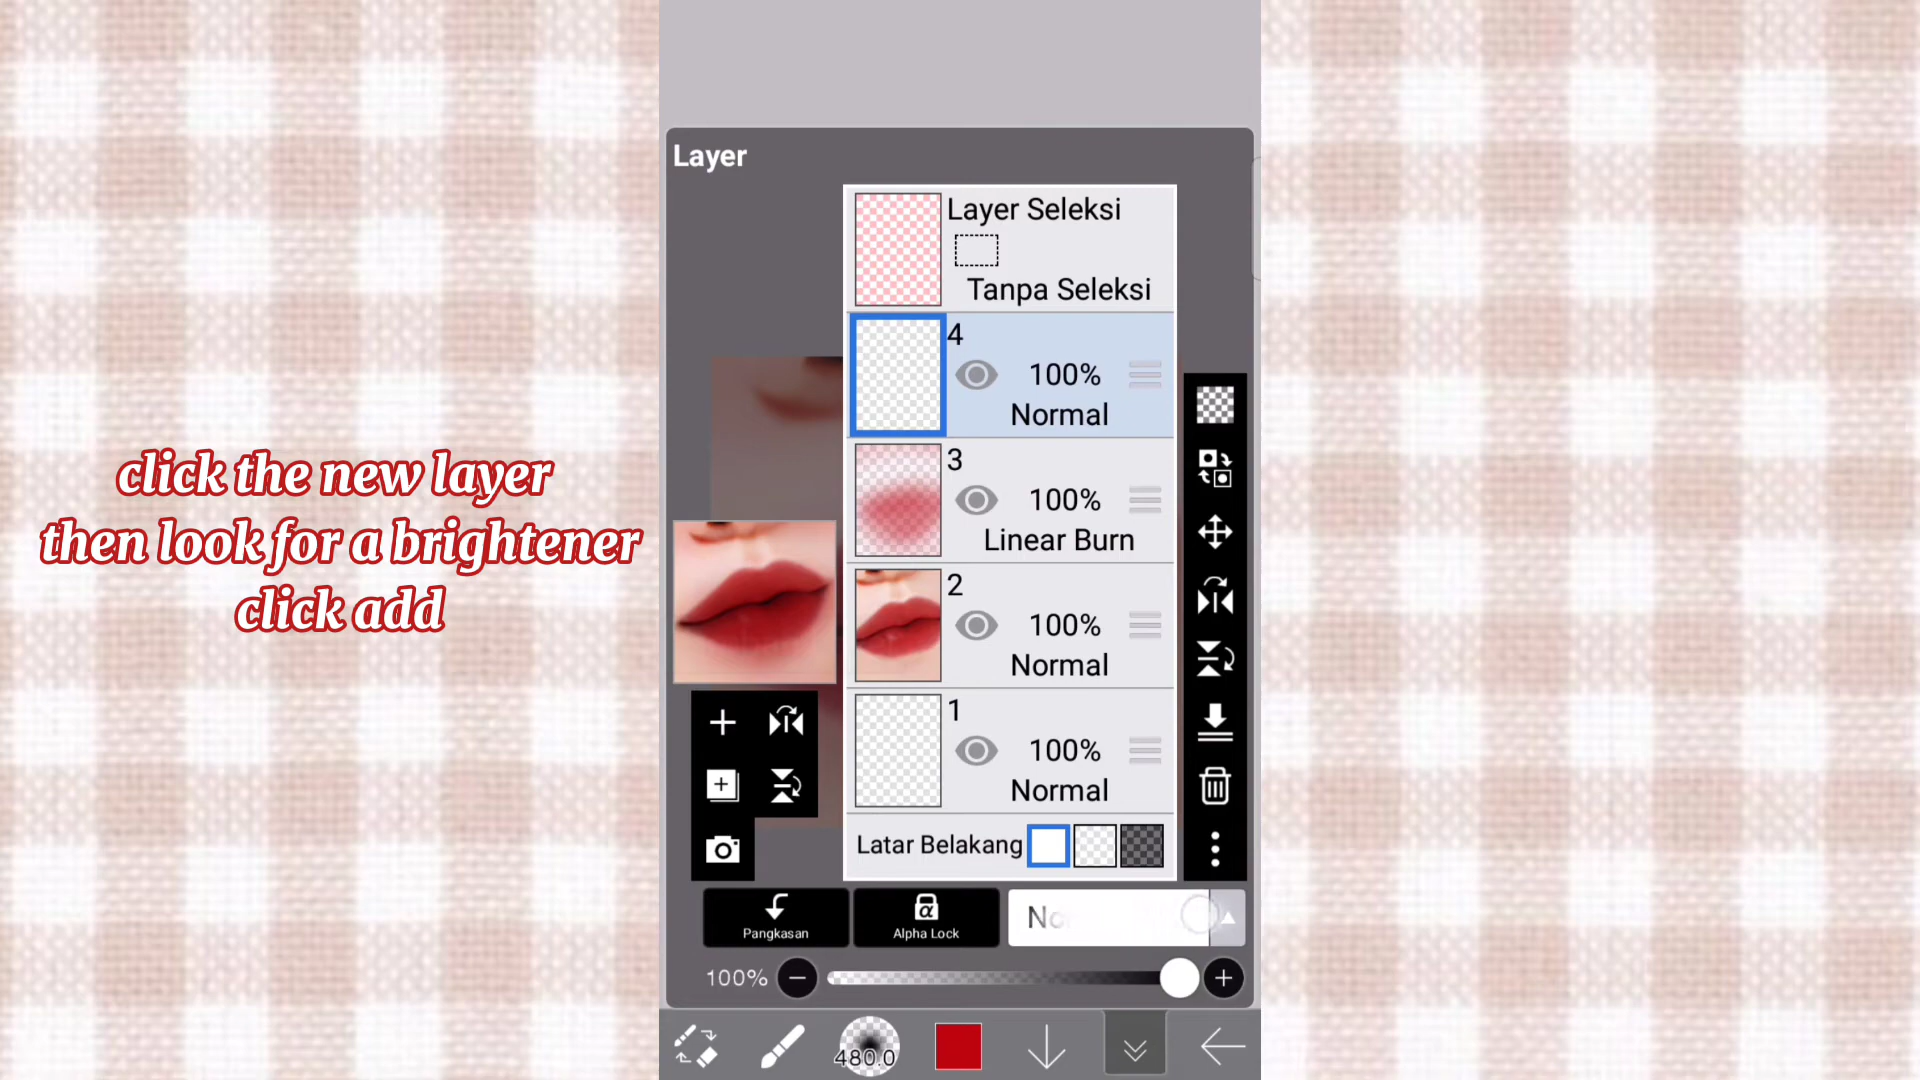 click the new layer
then look for a brightener
click add
Layer
Layer Seleksi
Tanpa Seleksi
4
100%
Normal
3
100%
Linear Burn
2
100%
Normal
1
100%
Normal
Latar Belakang
Pangkasan
Alpha Lock
100%
480.0